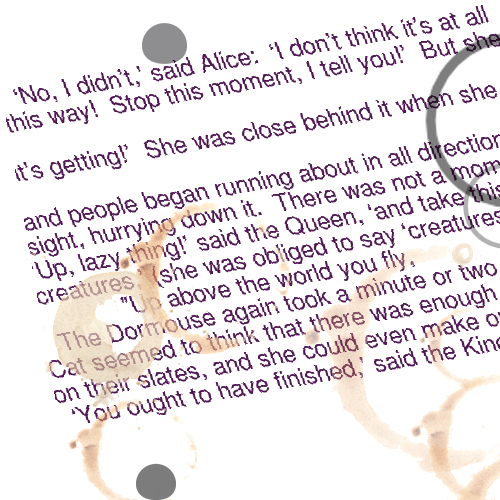 'No, I didn't,' said Alice: 'I don't think it's at all
this way! Stop this moment, I tell you!' But she
it's getting!' She was close behind it when she
and people began running about in all direction
sight, hurrying down it. There was not a mom
'Up, lazy thing!' said the Queen, 'and take this
creatures,' (she was obliged to say 'creatures
"Up above the world you fly,
The Dormouse again took a minute or two
Cat seemed to think that there was enough
on their slates, and she could even make o
'You ought to have finished,' said the King